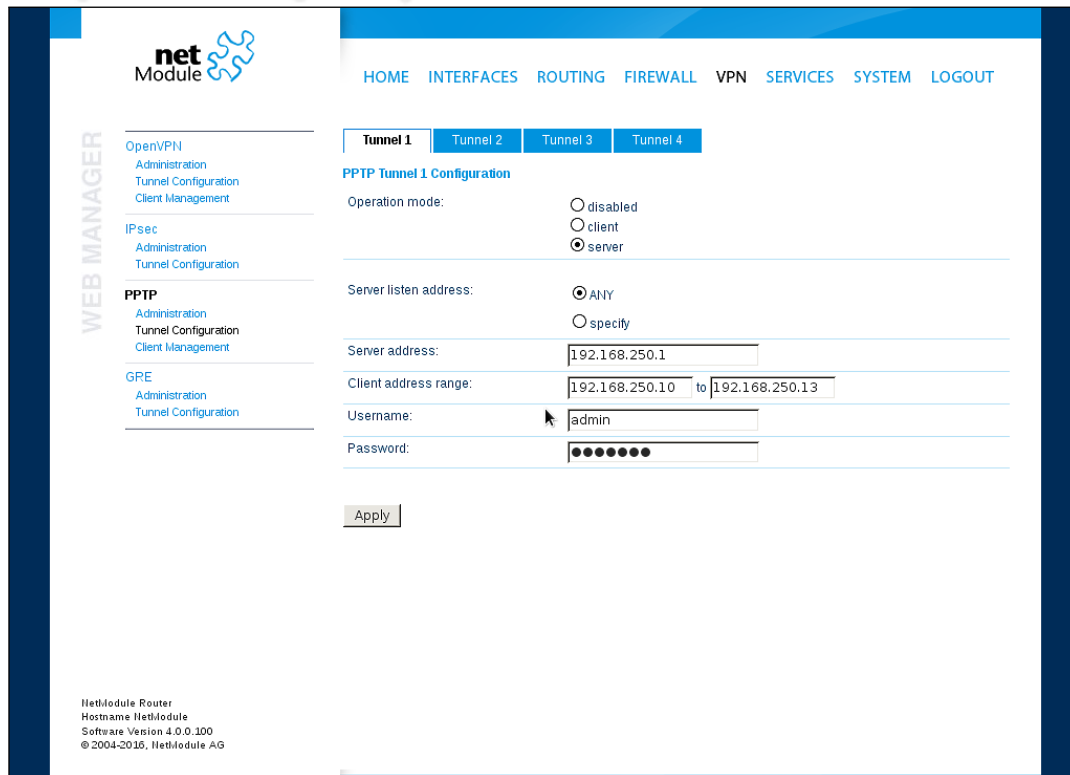 net
Module
HOME INTERFACES ROUTING FIREWALL VPN SERVICES SYSTEM LOGOUT
WEB MANAGER
OpenVPN
Administration
Tunnel Configuration
Client Management
IPsec
Administration
Tunnel Configuration
PPTP
Administration
Tunnel Configuration
Client Management
GRE
Administration
Tunnel Configuration
Tunnel 1 Tunnel 2 Tunnel 3 Tunnel 4
PPTP Tunnel 1 Configuration
Operation mode:
disabled
client
server
Server listen address:
ANY
specify
Server address: 192.168.250.1
Client address range: 192.168.250.10 to 192.168.250.13
Username: admin
Password: ●●●●●●●
Apply
NetModule Router
Hostname NetModule
Software Version 4.0.0.100
© 2004-2016, NetModule AG